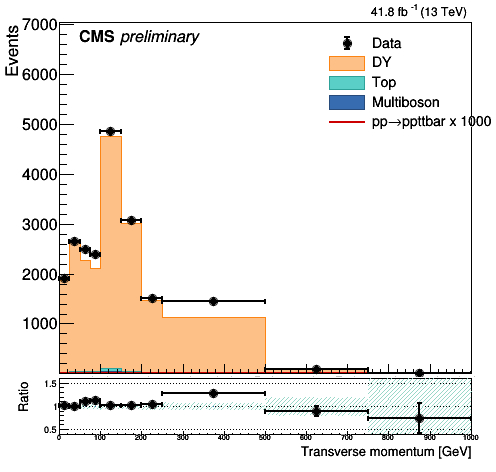 41.8 fb⁻¹ (13 TeV)
CMS preliminary
Events
7000
6000
5000
4000
3000
2000
1000
Data
DY
Top
Multiboson
pp→ppttbar x 1000
Ratio
1.5
1
0.5
0 100 200 300 400 500 600 700 800 900 1000
Transverse momentum [GeV]